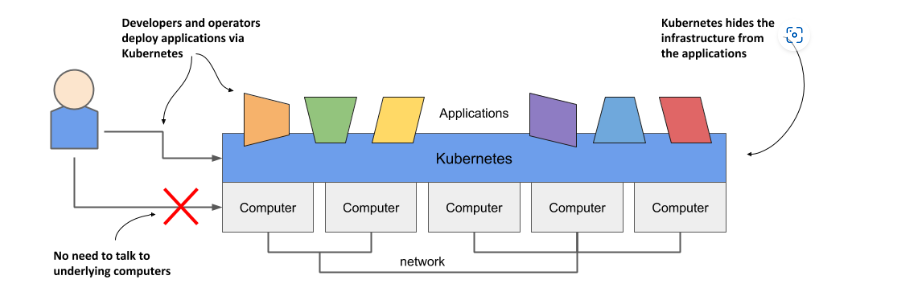 Developers and operators
deploy applications via
Kubernetes
Kubernetes hides the
infrastructure from
the applications
Applications
Kubernetes
Computer
Computer
Computer
Computer
Computer
network
No need to talk to
underlying computers